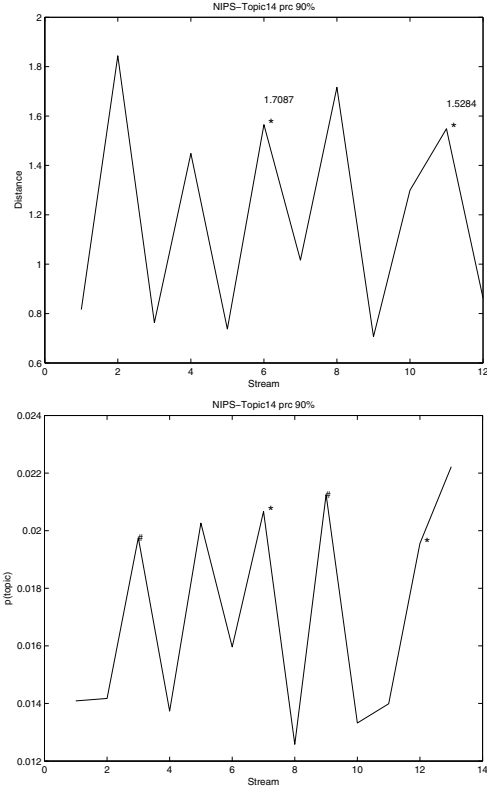 NIPS−Topic14 prc 90%
2
1.8
1.7087
1.5284
1.6
*
*
1.4
Distance
1.2
1
0.8
0.6
0 2 4 6 8 10 12
Stream
NIPS−Topic14 prc 90%
0.024
0.022
#
*
#
*
0.02
0.018
p(topic)
0.016
0.014
0.012
0 2 4 6 8 10 12 14
Stream